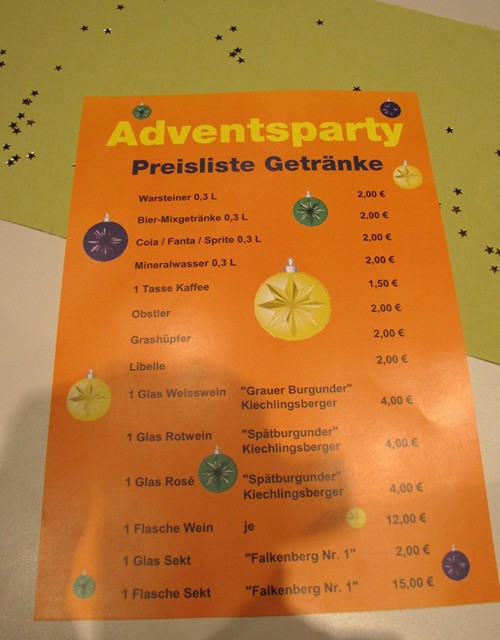 Adventsparty
Preisliste Getränke
Warsteiner 0,3 L 2,00 €
Bier-Mixgetränke 0,3 L 2,00 €
Cola / Fanta / Sprite 0,3 L 2,00 €
Mineralwasser 0,3 L 2,00 €
1 Tasse Kaffee 1,50 €
Obstler 2,00 €
Grashüpfer 2,00 €
Libelle 2,00 €
1 Glas Weisswein "Grauer Burgunder"
Kiechlingsberger 4,00 €
1 Glas Rotwein "Spätburgunder"
Kiechlingsberger 4,00 €
1 Glas Rosé "Spätburgunder"
Kiechlingsberger 4,00 €
1 Flasche Wein je 12,00 €
1 Glas Sekt "Falkenberg Nr. 1" 2,00 €
1 Flasche Sekt "Falkenberg Nr. 1" 15,00 €